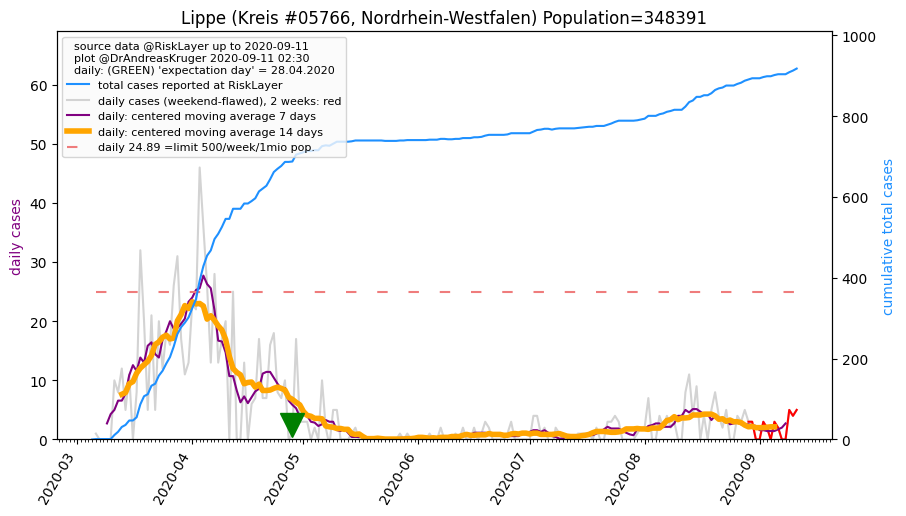 Lippe (Kreis #05766, Nordrhein-Westfalen) Population=348391
source data @RiskLayer up to 2020-09-11
plot @DrAndreasKruger 2020-09-11 02:30
daily: (GREEN) 'expectation day' = 28.04.2020
total cases reported at RiskLayer
daily cases (weekend-flawed), 2 weeks: red
daily: centered moving average 7 days
daily: centered moving average 14 days
daily 24.89 =limit 500/week/1mio pop.
daily cases
60
50
40
30
20
10
0
cumulative total cases
1000
800
600
400
200
0
2020-03
2020-04
2020-05
2020-06
2020-07
2020-08
2020-09